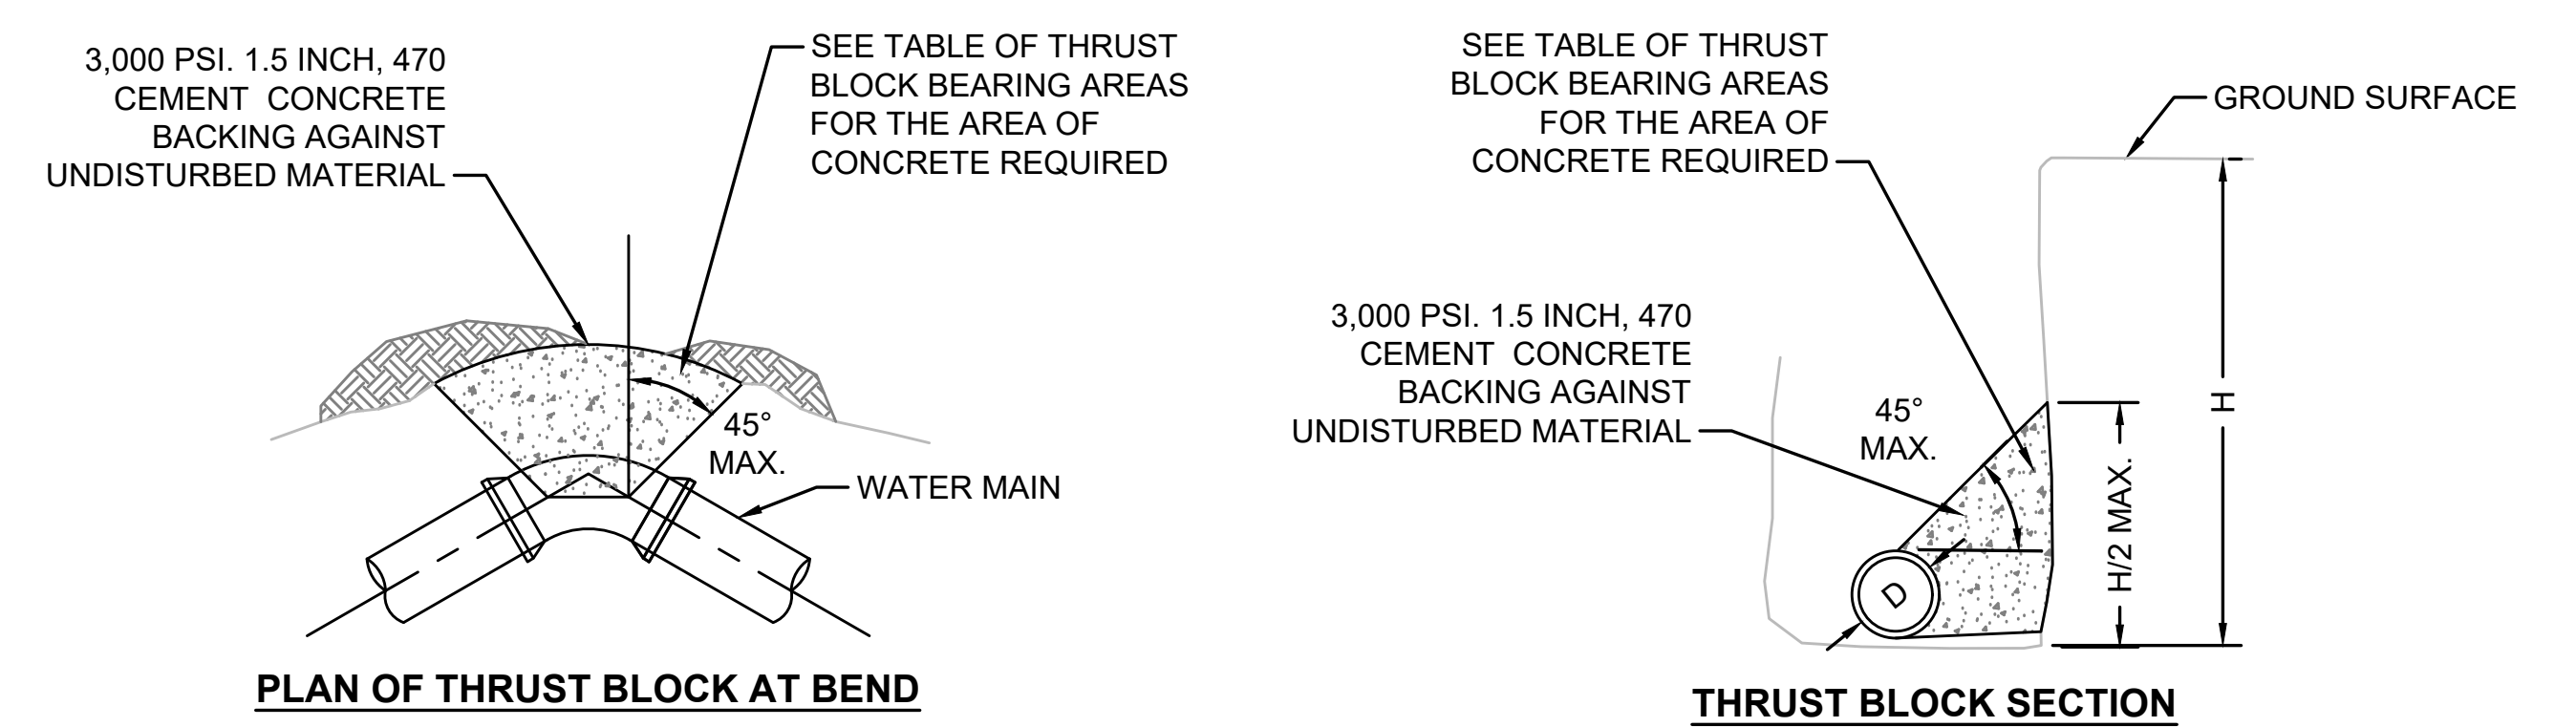 3,000 PSI. 1.5 INCH, 470
CEMENT  CONCRETE
BACKING AGAINST
UNDISTURBED MATERIAL
SEE TABLE OF THRUST
BLOCK BEARING AREAS
FOR THE AREA OF
CONCRETE REQUIRED
45°
MAX.
WATER MAIN
PLAN OF THRUST BLOCK AT BEND
SEE TABLE OF THRUST
BLOCK BEARING AREAS
FOR THE AREA OF
CONCRETE REQUIRED
GROUND SURFACE
3,000 PSI. 1.5 INCH, 470
CEMENT  CONCRETE
BACKING AGAINST
UNDISTURBED MATERIAL
45°
MAX.
D
H/2 MAX.
H
THRUST BLOCK SECTION